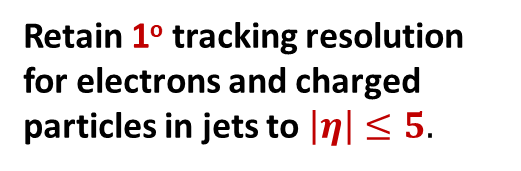 Retain 1° tracking resolution
for electrons and charged
particles in jets to |η| ≤ 5.